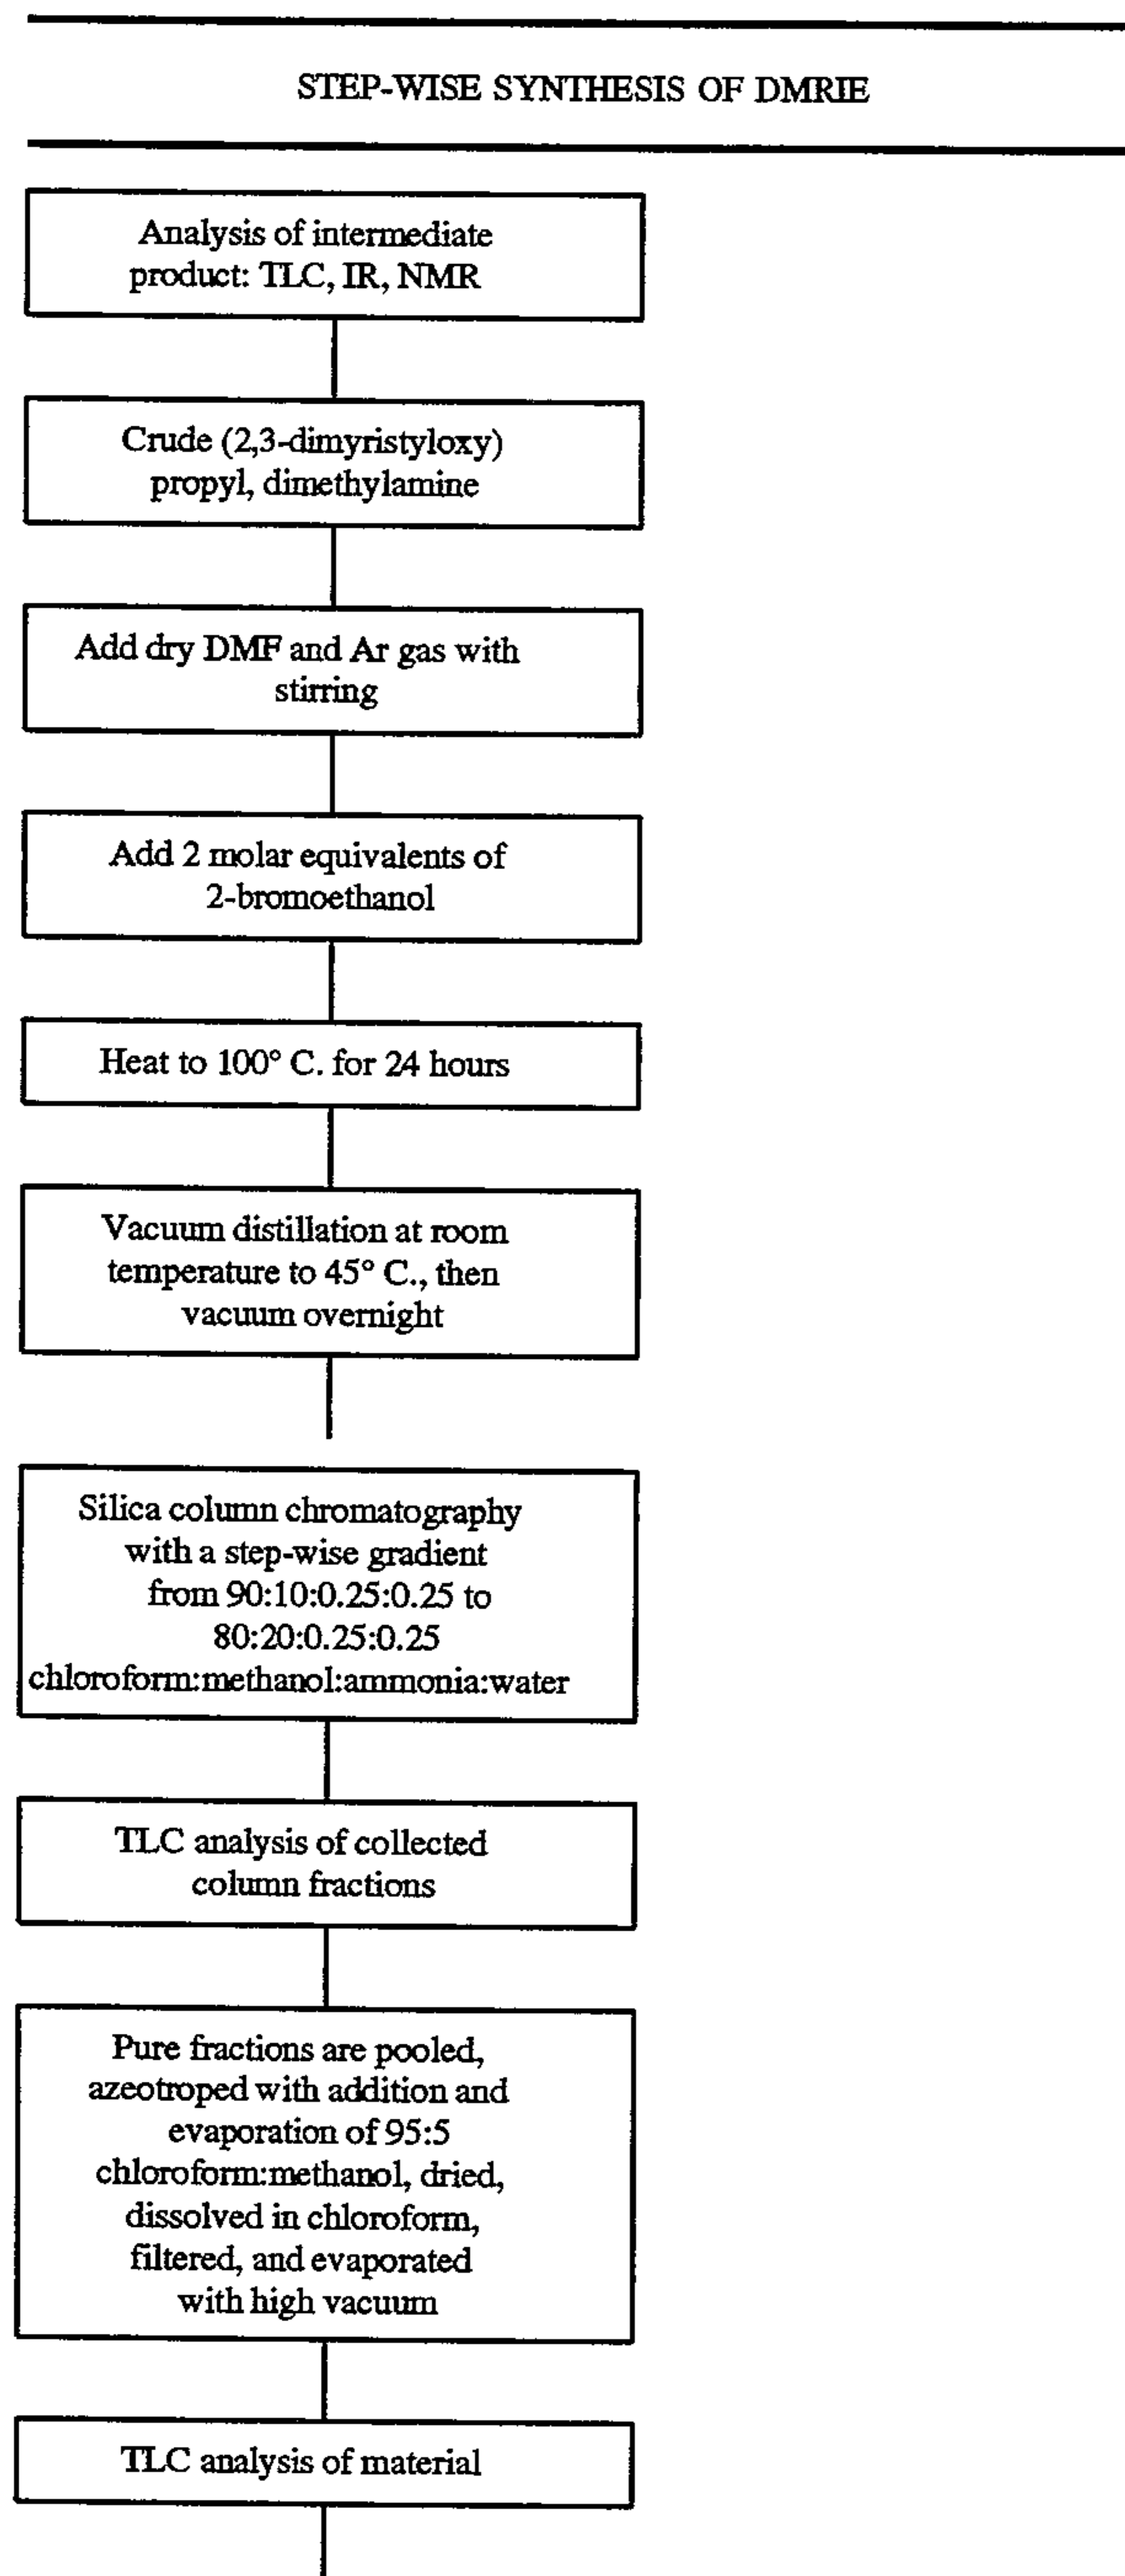 STEP-WISE SYNTHESIS OF DMRIE
Analysis of intermediate
product: TLC, IR, NMR
Crude (2,3-dimyristyloxy)
propyl, dimethylamine
Add dry DMF and Ar gas with
stirring
Add 2 molar equivalents of
2-bromoethanol
Heat to 100° C. for 24 hours
Vacuum distillation at room
temperature to 45° C., then
vacuum overnight
Silica column chromatography
with a step-wise gradient
from 90:10:0.25:0.25 to
80:20:0.25:0.25
chloroform:methanol:ammonia:water
TLC analysis of collected
column fractions
Pure fractions are pooled,
azeotroped with addition and
evaporation of 95:5
chloroform:methanol, dried,
dissolved in chloroform,
filtered, and evaporated
with high vacuum
TLC analysis of material